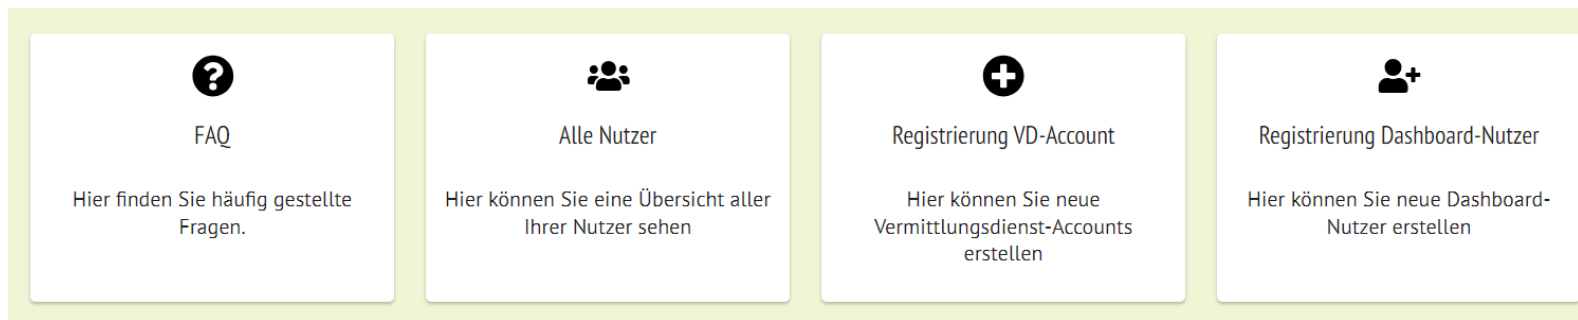 FAQ
Hier finden Sie häufig gestellte
Fragen.
Alle Nutzer
Hier können Sie eine Übersicht aller
Ihrer Nutzer sehen
Registrierung VD-Account
Hier können Sie neue
Vermittlungsdienst-Accounts
erstellen
Registrierung Dashboard-Nutzer
Hier können Sie neue Dashboard-
Nutzer erstellen